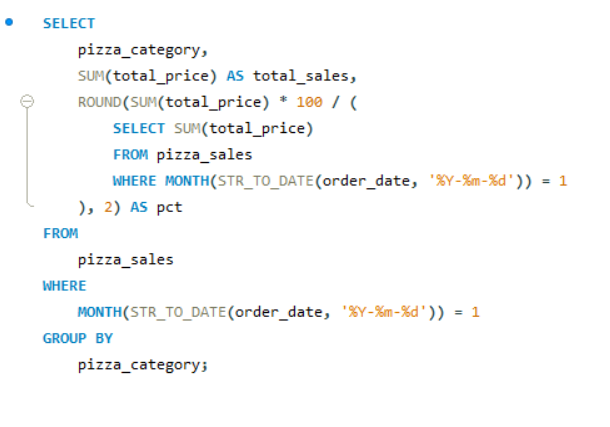 SELECT
pizza_category,
SUM(total_price) AS total_sales,
ROUND(SUM(total_price) * 100 / (
SELECT SUM(total_price)
FROM pizza_sales
WHERE MONTH(STR_TO_DATE(order_date, '%Y-%m-%d')) = 1
), 2) AS pct
FROM
pizza_sales
WHERE
MONTH(STR_TO_DATE(order_date, '%Y-%m-%d')) = 1
GROUP BY
pizza_category;